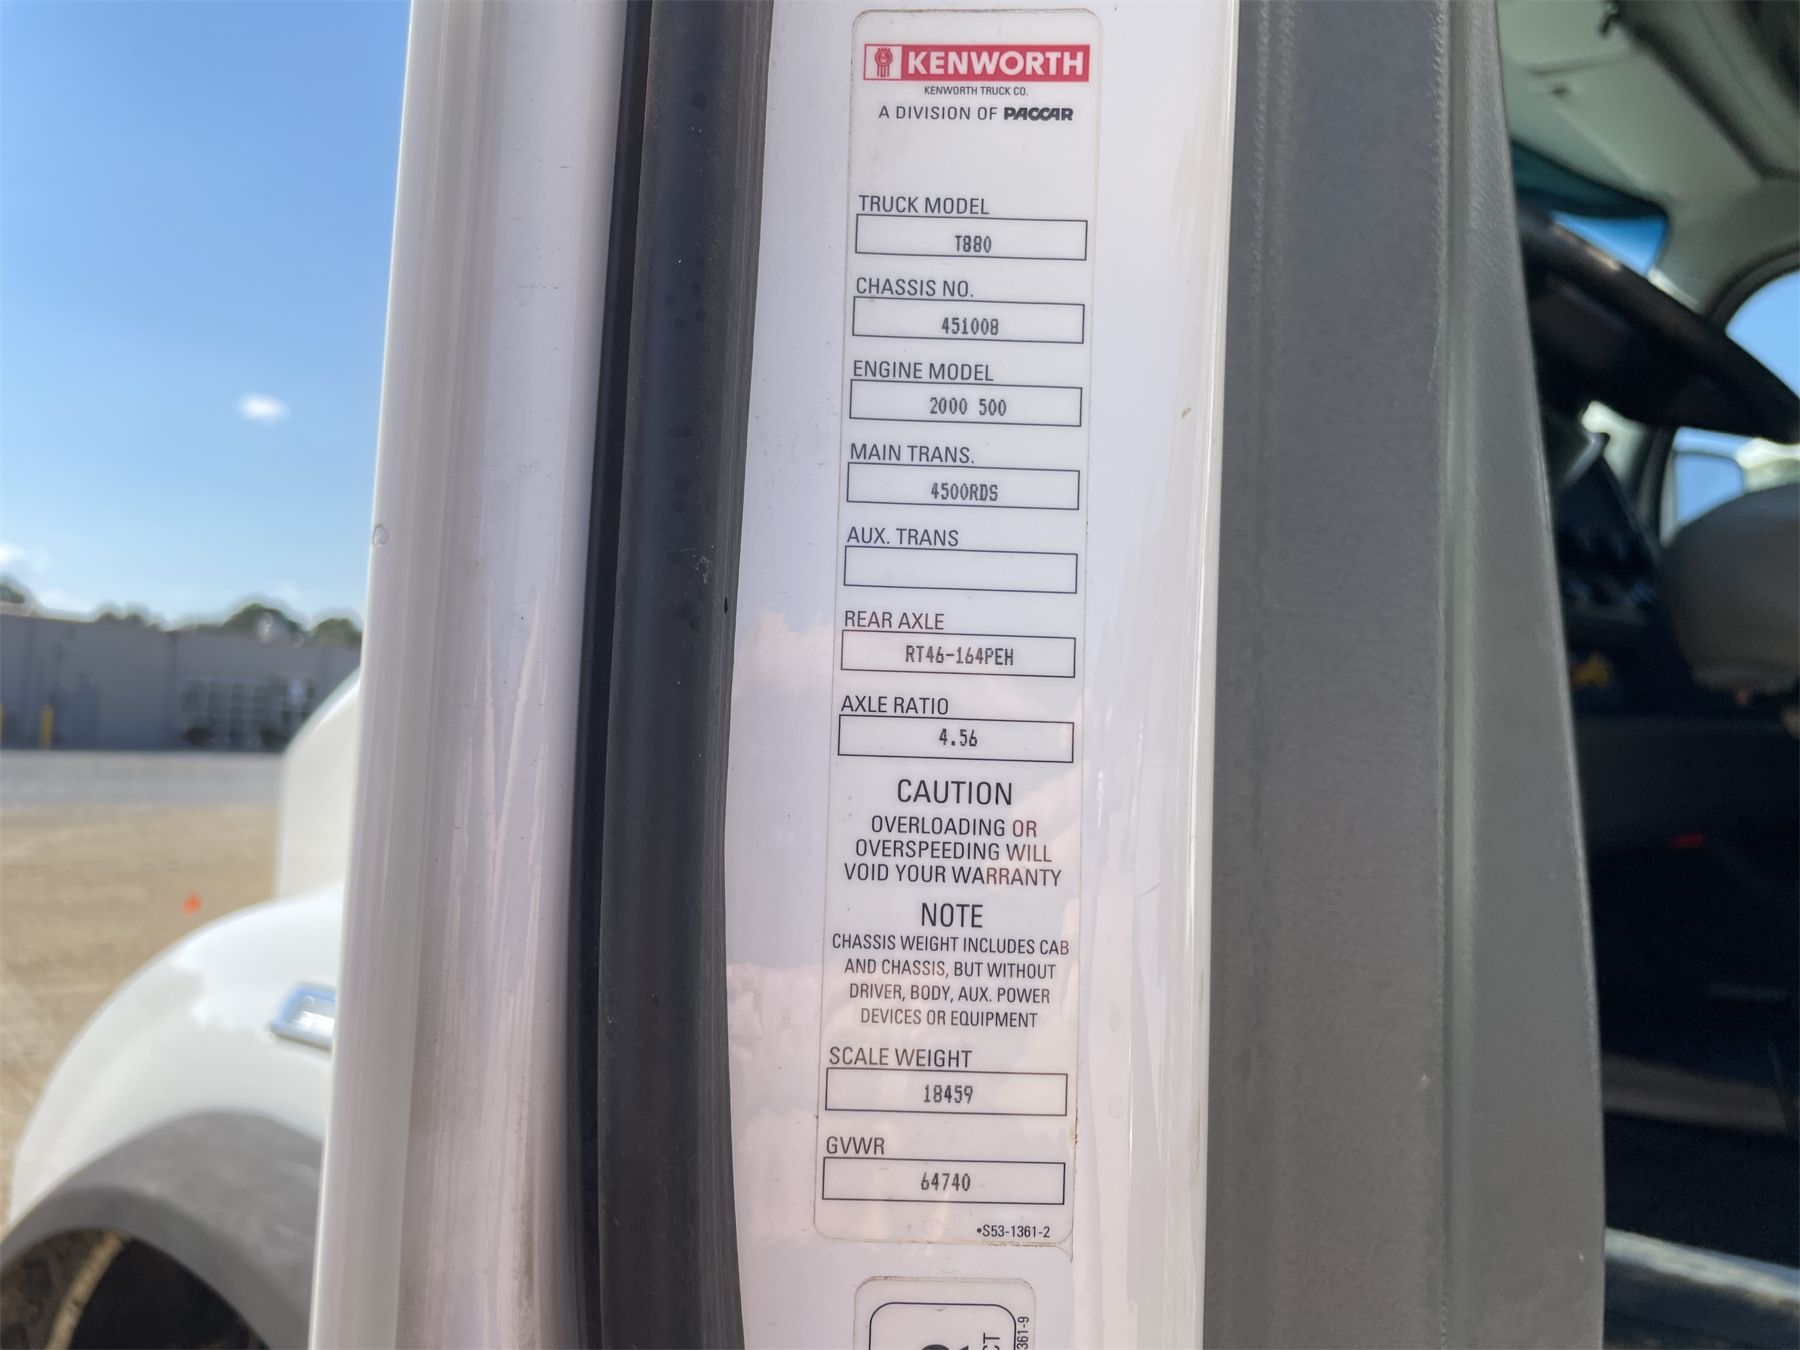 KENWORTH
KENWORTH TRUCK CO.
A DIVISION OF PACCAR
TRUCK MODEL
T880
CHASSIS NO.
451008
ENGINE MODEL
2000 500
MAIN TRANS.
4500RDS
AUX. TRANS
REAR AXLE
RT46-164PEH
AXLE RATIO
4.56
CAUTION
OVERLOADING OR
OVERSPEEDING WILL
VOID YOUR WARRANTY
NOTE
CHASSIS WEIGHT INCLUDES CAB
AND CHASSIS, BUT WITHOUT
DRIVER, BODY, AUX. POWER
DEVICES OR EQUIPMENT
SCALE WEIGHT
18459
GVWR
64740
•S53-1361-2